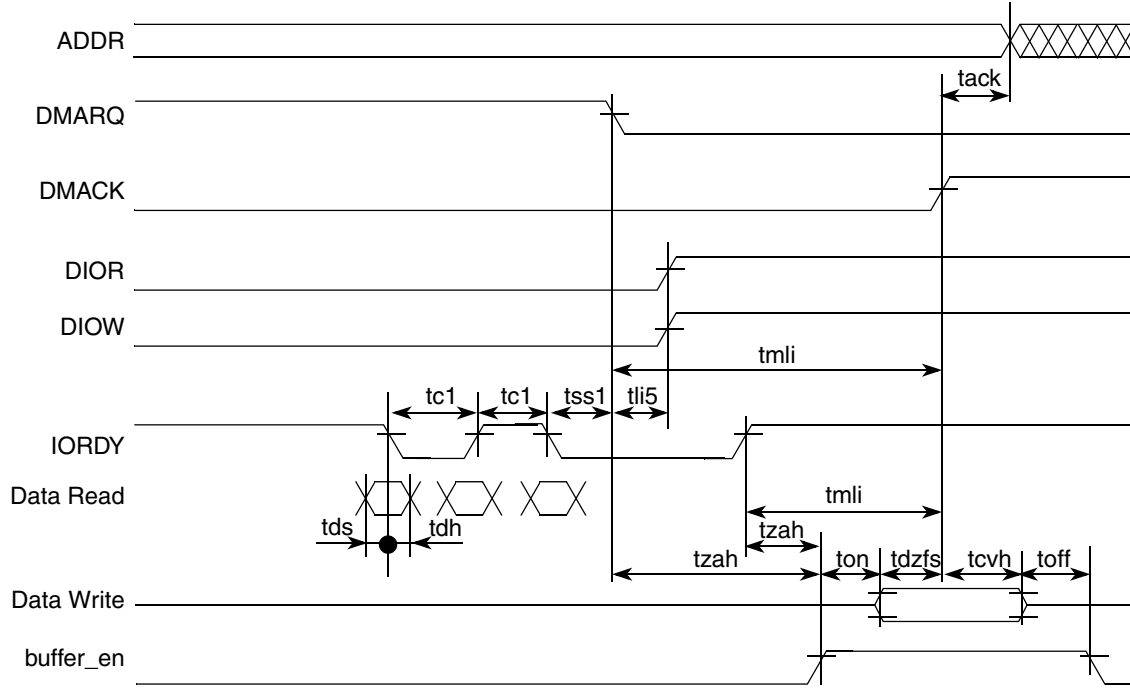 ADDR
tack
DMARQ
DMACK
DIOR
DIOW
tmli
tc1 tc1 tss1 tli5
IORDY
Data Read
tmli
tds tdh
tzah
tzah ton tdzfs tcvh toff
Data Write
buffer_en